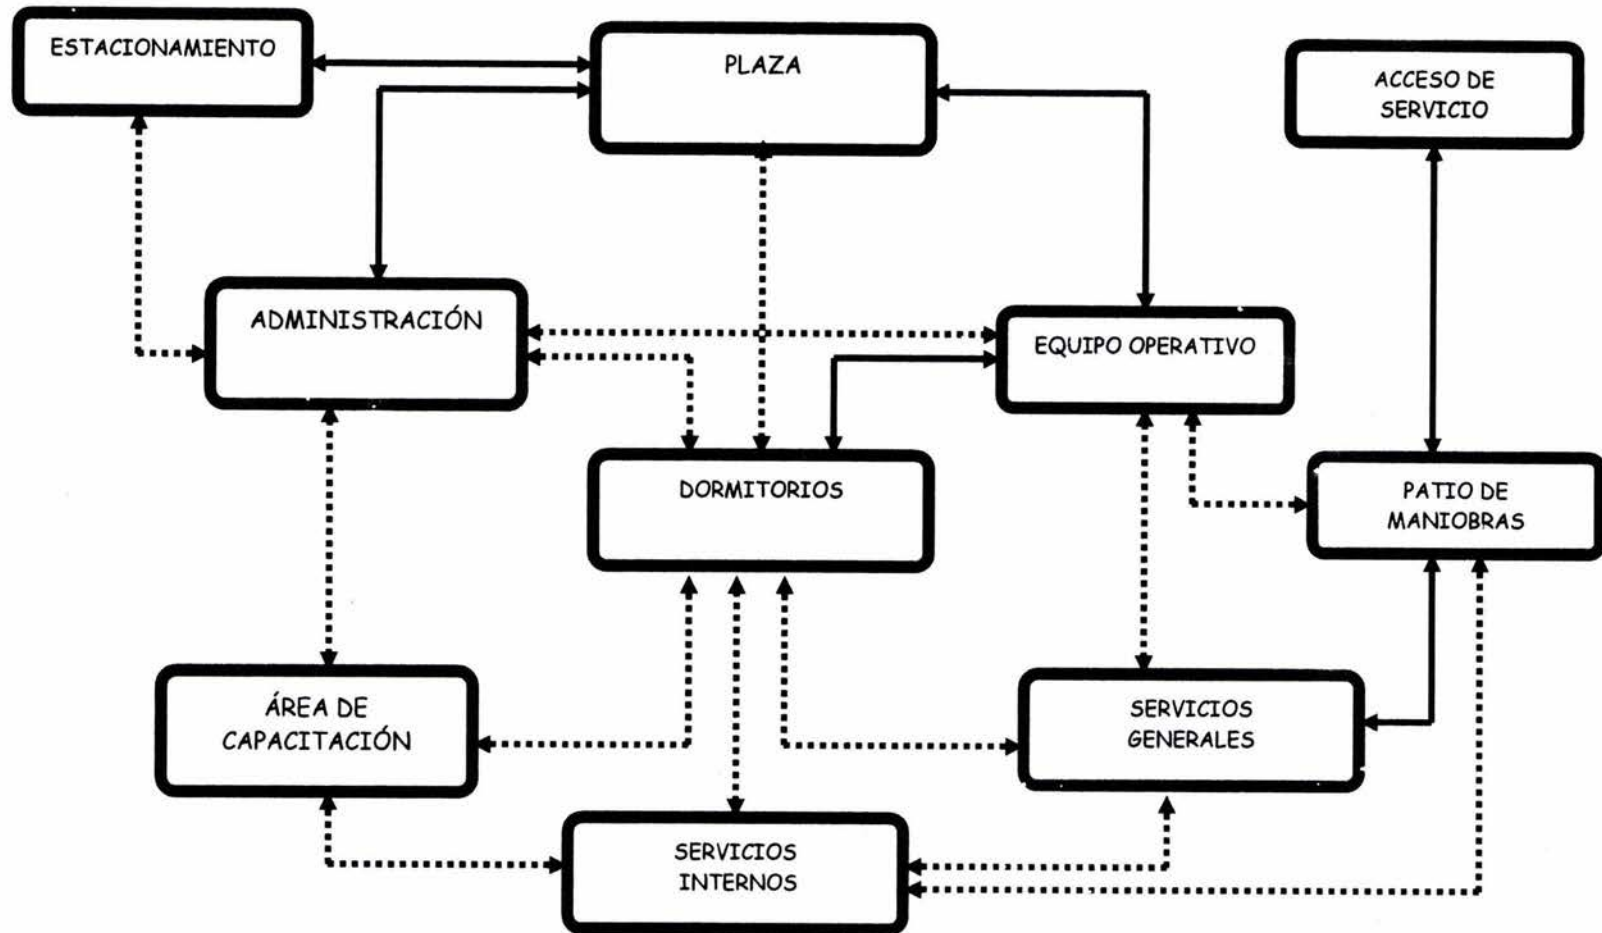 ESTACIONAMIENTO
PLAZA
ACCESO DE
SERVICIO
ADMINISTRACIÓN
EQUIPO OPERATIVO
DORMITORIOS
PATIO DE
MANIOBRAS
ÁREA DE
CAPACITACIÓN
SERVICIOS
GENERALES
SERVICIOS
INTERNOS